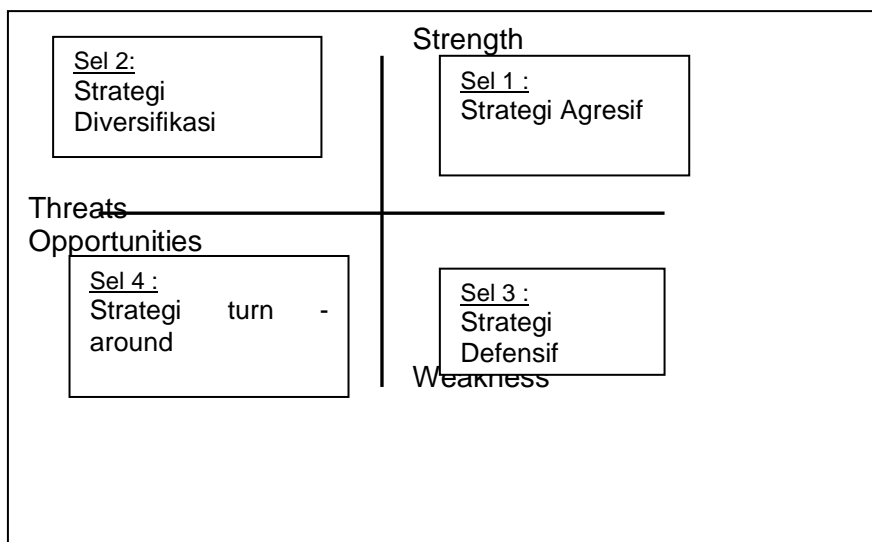 Strength
Sel 2:
Strategi
Diversifikasi
Sel 1 :
Strategi Agresif
Threats
Opportunities
Sel 4 :
Strategi turn -
around
Sel 3 :
Strategi
Defensif
Weakness